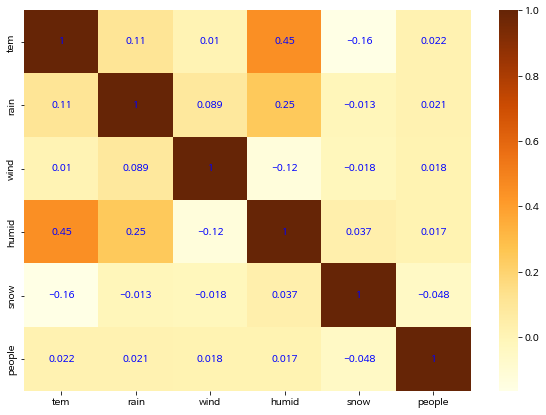 tem 1 0.11 0.01 0.45 −0.16 0.022
rain 0.11 1 0.089 0.25 −0.013 0.021
wind 0.01 0.089 1 −0.12 −0.018 0.018
humid 0.45 0.25 −0.12 1 0.037 0.017
snow −0.16 −0.013 −0.018 0.037 1 −0.048
people 0.022 0.021 0.018 0.017 −0.048 1
tem rain wind humid snow people
1.0
0.8
0.6
0.4
0.2
0.0